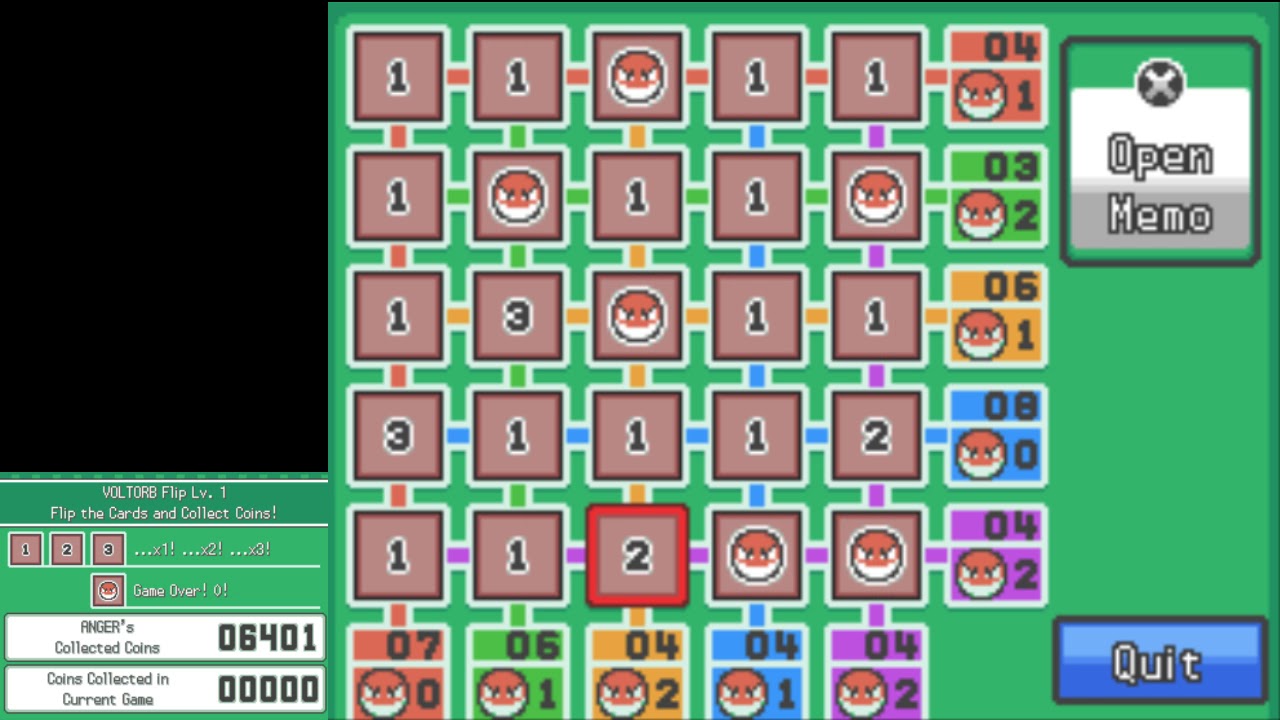 1 1 1 1 04
1
1 1 1 03
2
1 3 1 1 06
1
3 1 1 1 2 08
0
1 1 2 04
2
07 06 04 04 04
0 1 2 1 2
Open
Memo
Quit
VOLTORB Flip Lv. 1
Flip the Cards and Collect Coins!
1 2 3 ...x1! ...x2! ...x3!
Game Over! 0!
ANGER's
Collected Coins 06401
Coins Collected in
Current Game 00000